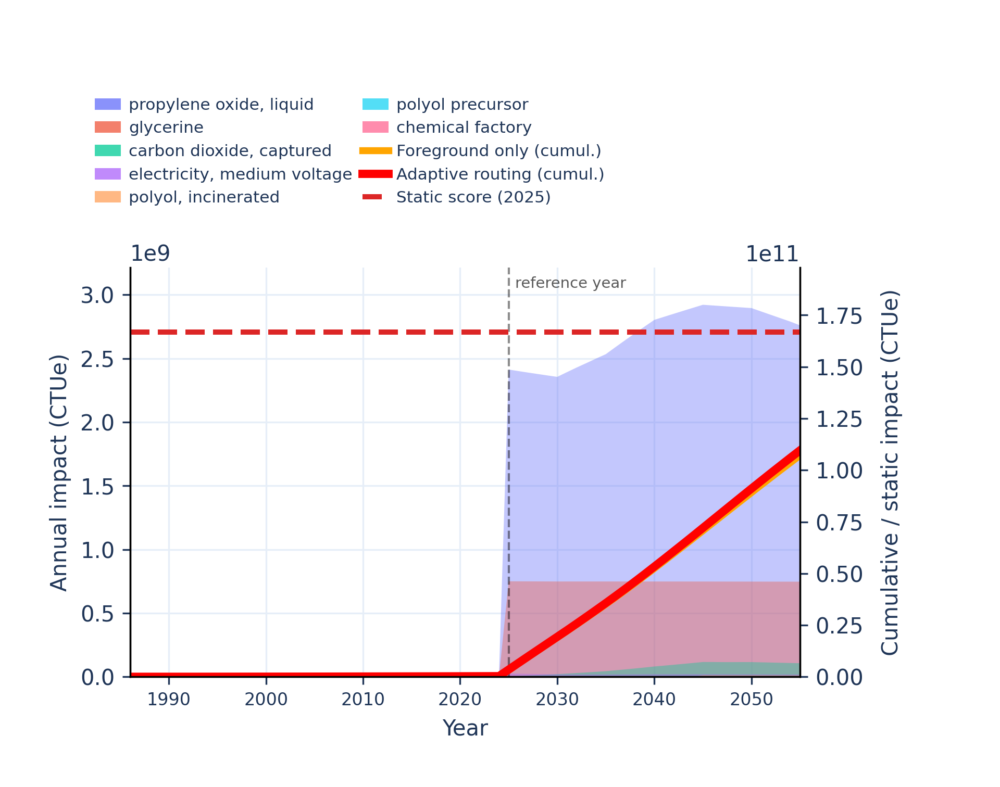 propylene oxide, liquid
glycerine
carbon dioxide, captured
electricity, medium voltage
polyol, incinerated
polyol precursor
chemical factory
Foreground only (cumul.)
Adaptive routing (cumul.)
Static score (2025)
1e9
1e11
reference year
3.0
2.5
2.0
1.5
1.0
0.5
0.0
Annual impact (CTUe)
1.75
1.50
1.25
1.00
0.75
0.50
0.25
0.00
Cumulative / static impact (CTUe)
1990 2000 2010 2020 2030 2040 2050
Year